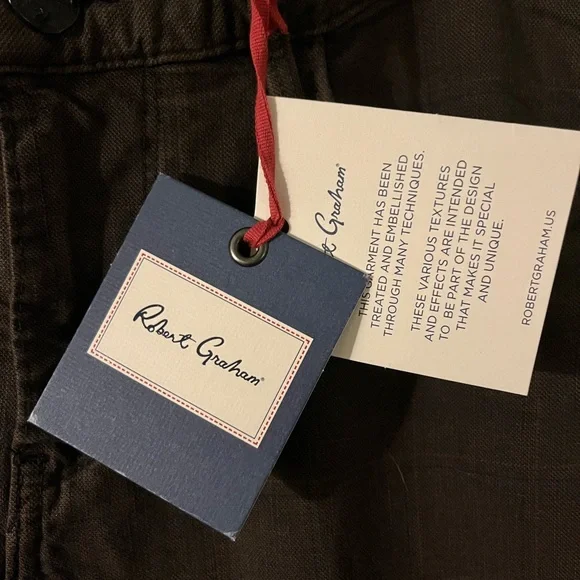 Robert Graham®
t Graham®
THIS GARMENT HAS BEEN
TREATED AND EMBELLISHED
THROUGH MANY TECHNIQUES.
THESE VARIOUS TEXTURES
AND EFFECTS ARE INTENDED
TO BE PART OF THE DESIGN
THAT MAKES IT SPECIAL
AND UNIQUE.
ROBERTGRAHAM.US